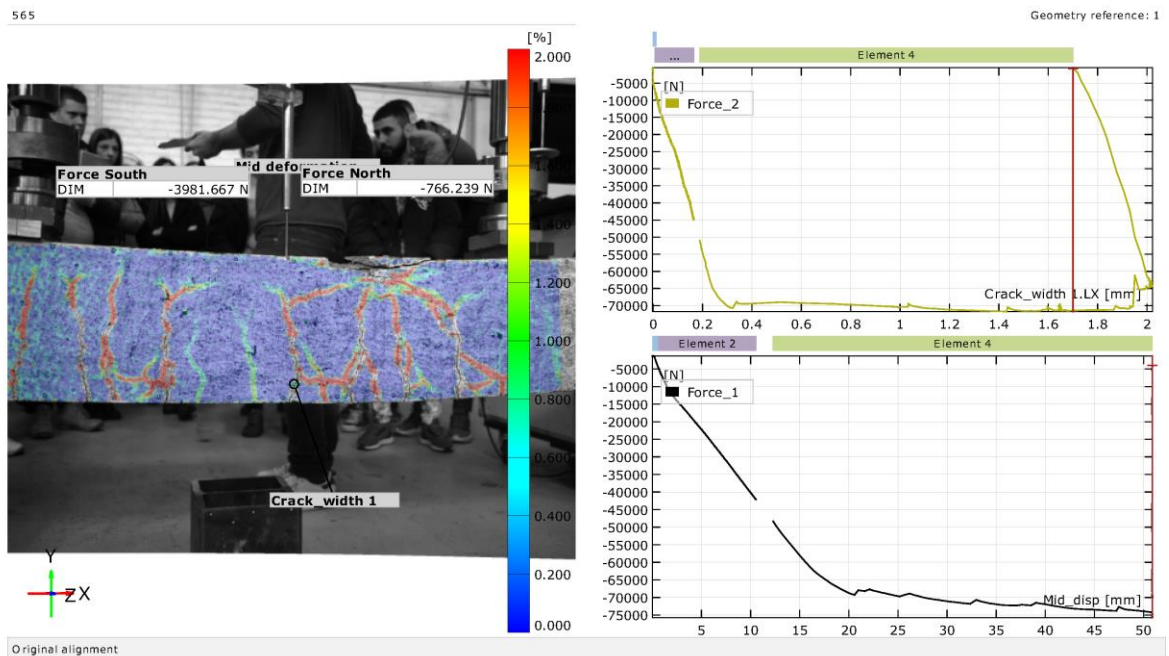 565
Geometry reference: 1
[%]
2.000
1.400
1.200
1.000
0.800
0.600
0.400
0.200
0.000
Mid deformation
Force South
DIM -3981.667 N
Force North
DIM -766.239 N
Crack_width 1
Y
Z X
Original alignment
... Element 4
[N]
Force_2
-5000
-10000
-15000
-20000
-25000
-30000
-35000
-40000
-45000
-50000
-55000
-60000
-65000
-70000
Crack_width 1.LX [mm]
0 0.2 0.4 0.6 0.8 1 1.2 1.4 1.6 1.8 2
Element 2 Element 4
[N]
Force_1
-5000
-10000
-15000
-20000
-25000
-30000
-35000
-40000
-45000
-50000
-55000
-60000
-65000
-70000
-75000
Mid_disp [mm]
5 10 15 20 25 30 35 40 45 50